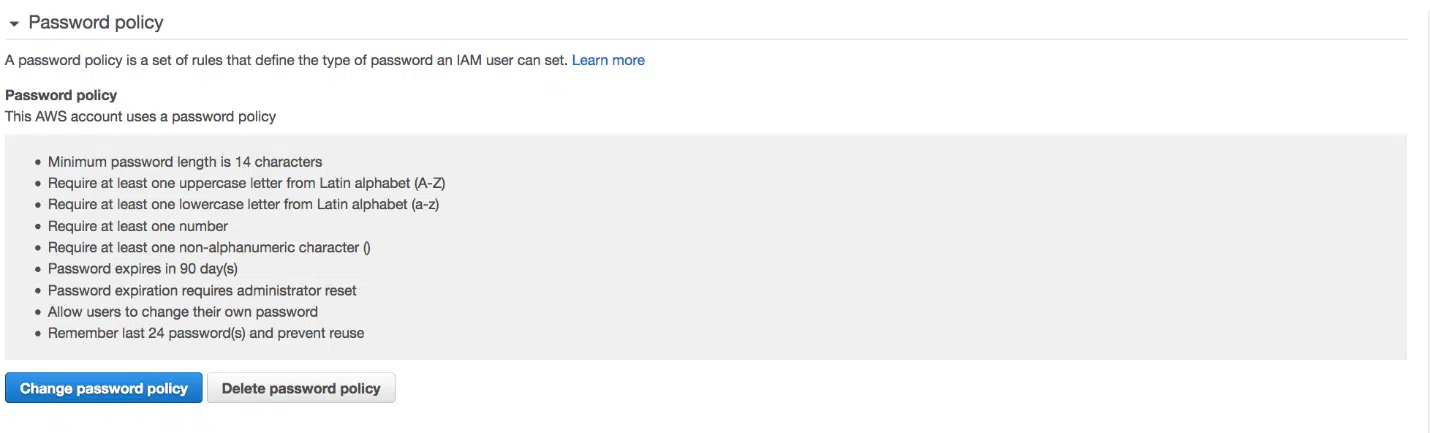 Password policy
A password policy is a set of rules that define the type of password an IAM user can set. Learn more
Password policy
This AWS account uses a password policy
Minimum password length is 14 characters
Require at least one uppercase letter from Latin alphabet (A-Z)
Require at least one lowercase letter from Latin alphabet (a-z)
Require at least one number
Require at least one non-alphanumeric character ()
Password expires in 90 day(s)
Password expiration requires administrator reset
Allow users to change their own password
Remember last 24 password(s) and prevent reuse
Change password policy Delete password policy